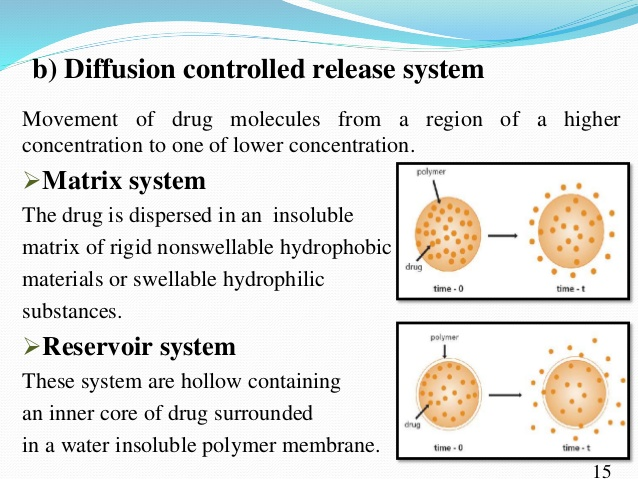 b) Diffusion controlled release system
Movement of drug molecules from a region of a higher
concentration to one of lower concentration.
➢Matrix system
The drug is dispersed in an insoluble
matrix of rigid nonswellable hydrophobic
materials or swellable hydrophilic
substances.
polymer
drug
time - 0
time - t
➢Reservoir system
These system are hollow containing
an inner core of drug surrounded
in a water insoluble polymer membrane.
polymer
drug
time - 0
time - t
15